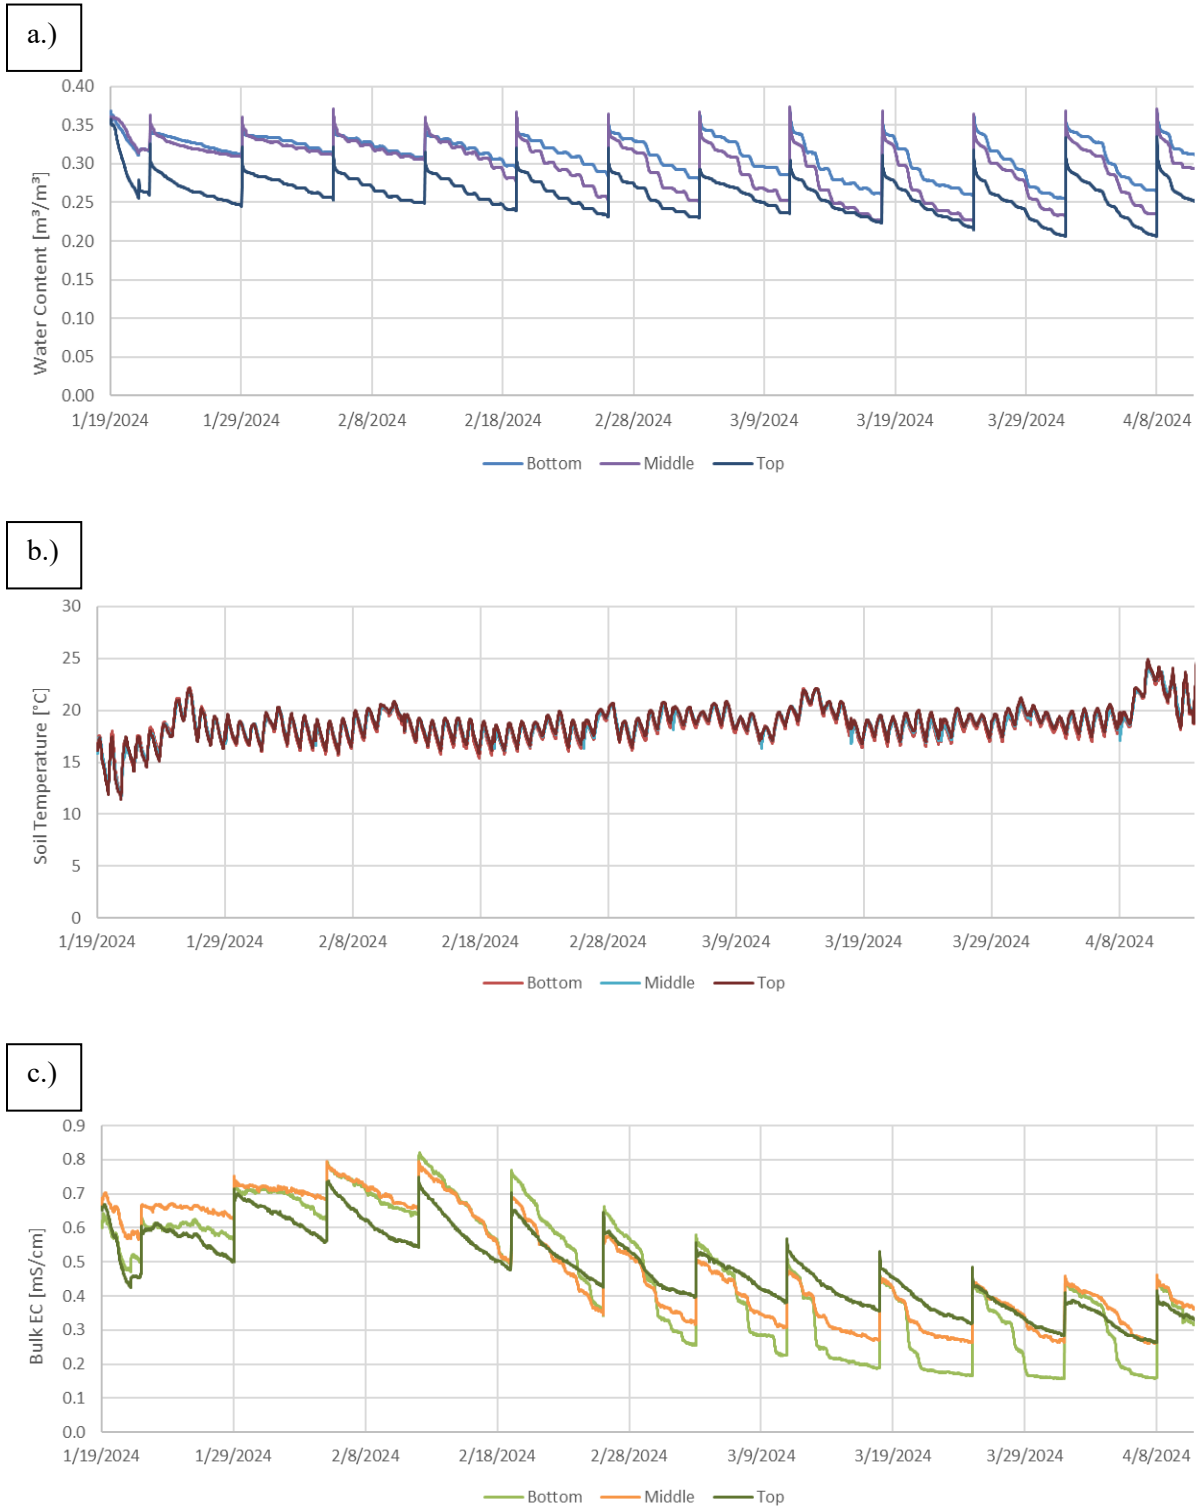 a.)
Water Content [m³/m³]
0.40
0.35
0.30
0.25
0.20
0.15
0.10
0.05
0.00
1/19/2024 1/29/2024 2/8/2024 2/18/2024 2/28/2024 3/9/2024 3/19/2024 3/29/2024 4/8/2024
Bottom Middle Top
b.)
Soil Temperature [°C]
30
25
20
15
10
5
0
1/19/2024 1/29/2024 2/8/2024 2/18/2024 2/28/2024 3/9/2024 3/19/2024 3/29/2024 4/8/2024
Bottom Middle Top
c.)
Bulk EC [mS/cm]
0.9
0.8
0.7
0.6
0.5
0.4
0.3
0.2
0.1
0.0
1/19/2024 1/29/2024 2/8/2024 2/18/2024 2/28/2024 3/9/2024 3/19/2024 3/29/2024 4/8/2024
Bottom Middle Top